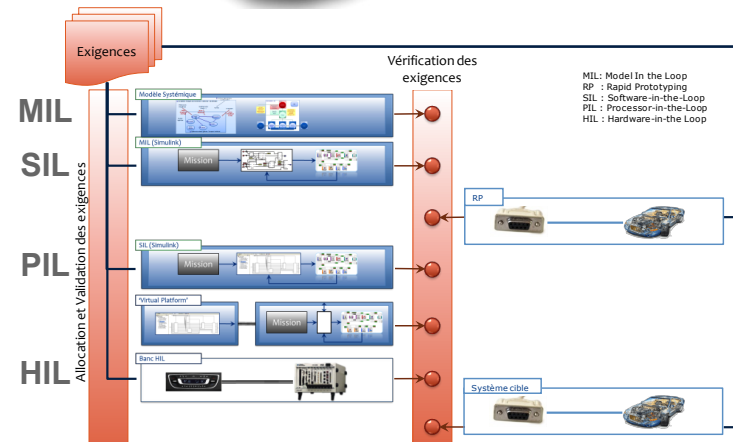 Exigences
Vérification des
exigences
MIL: Model In the Loop
RP : Rapid Prototyping
SIL : Software-in-the-Loop
PIL : Processor-in-the-Loop
HIL : Hardware-in-the Loop
Allocation et Validation des exigences
MIL
Modèle Systémique
SIL
MIL (Simulink)
Mission
RP
PIL
SIL (Simulink)
Mission
'Virtual Platform'
Mission
HIL
Banc HIL
Système cible